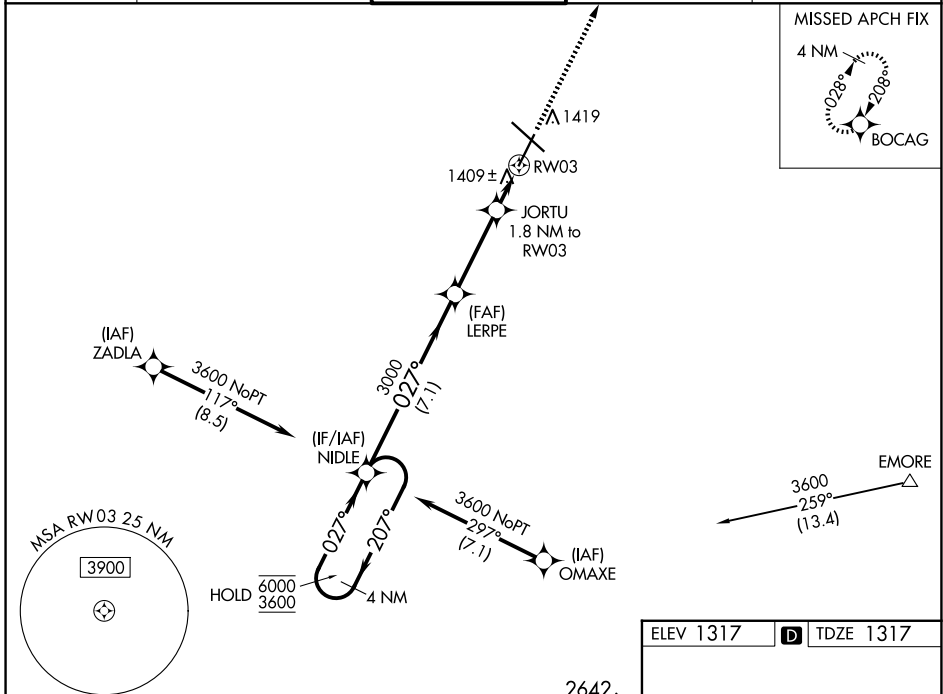 MISSED APCH FIX
4 NM
028°
208°
BOCAG
1419
RW03
1409±
JORTU
1.8 NM to
RW03
(FAF)
LERPE
(IAF)
ZADLA
3600 NoPT
117°
(8.5)
3000
027°
(7.1)
(IF/IAF)
NIDLE
EMORE
3600
259°
(13.4)
3600 NoPT
297°
(7.1)
(IAF)
OMAXE
027°
207°
HOLD
6000
3600
4 NM
MSA RW03 25 NM
3900
ELEV 1317 D TDZE 1317
2642.